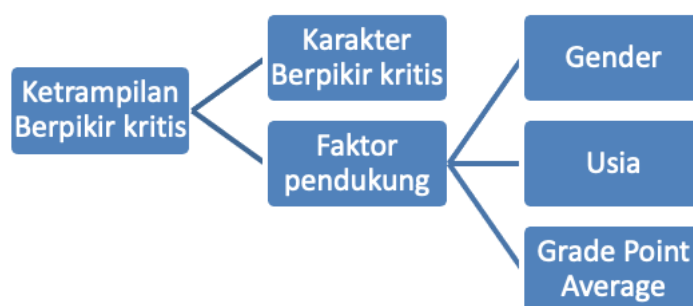 Ketrampilan
Berpikir kritis
Karakter
Berpikir kritis
Faktor
pendukung
Gender
Usia
Grade Point
Average